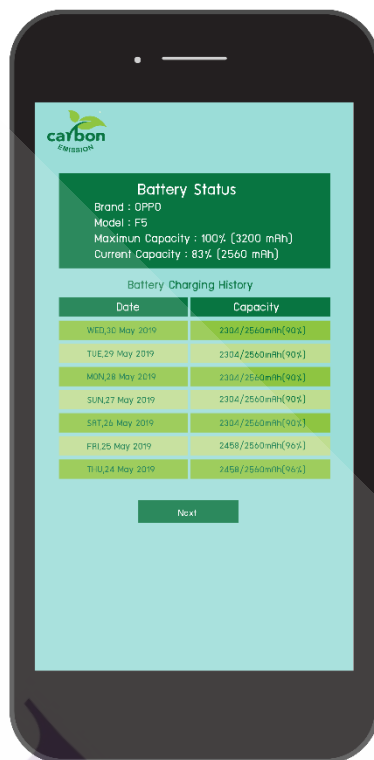 carbon
EMISSION
Battery Status
Brand : OPPO
Model : F5
Maximun Capacity : 100% (3200 mAh)
Current Capacity : 83% (2560 mAh)
Battery Charging History
Date Capacity
WED,30 May 2019 2304/2560mAh(90%)
TUE,29 May 2019 2304/2560mAh(90%)
MON,28 May 2019 2304/2560mAh(90%)
SUN,27 May 2019 2304/2560mAh(90%)
SAT,26 May 2019 2304/2560mAh(90%)
FRI,25 May 2019 2458/2560mAh(96%)
THU,24 May 2019 2458/2560mAh(96%)
Next